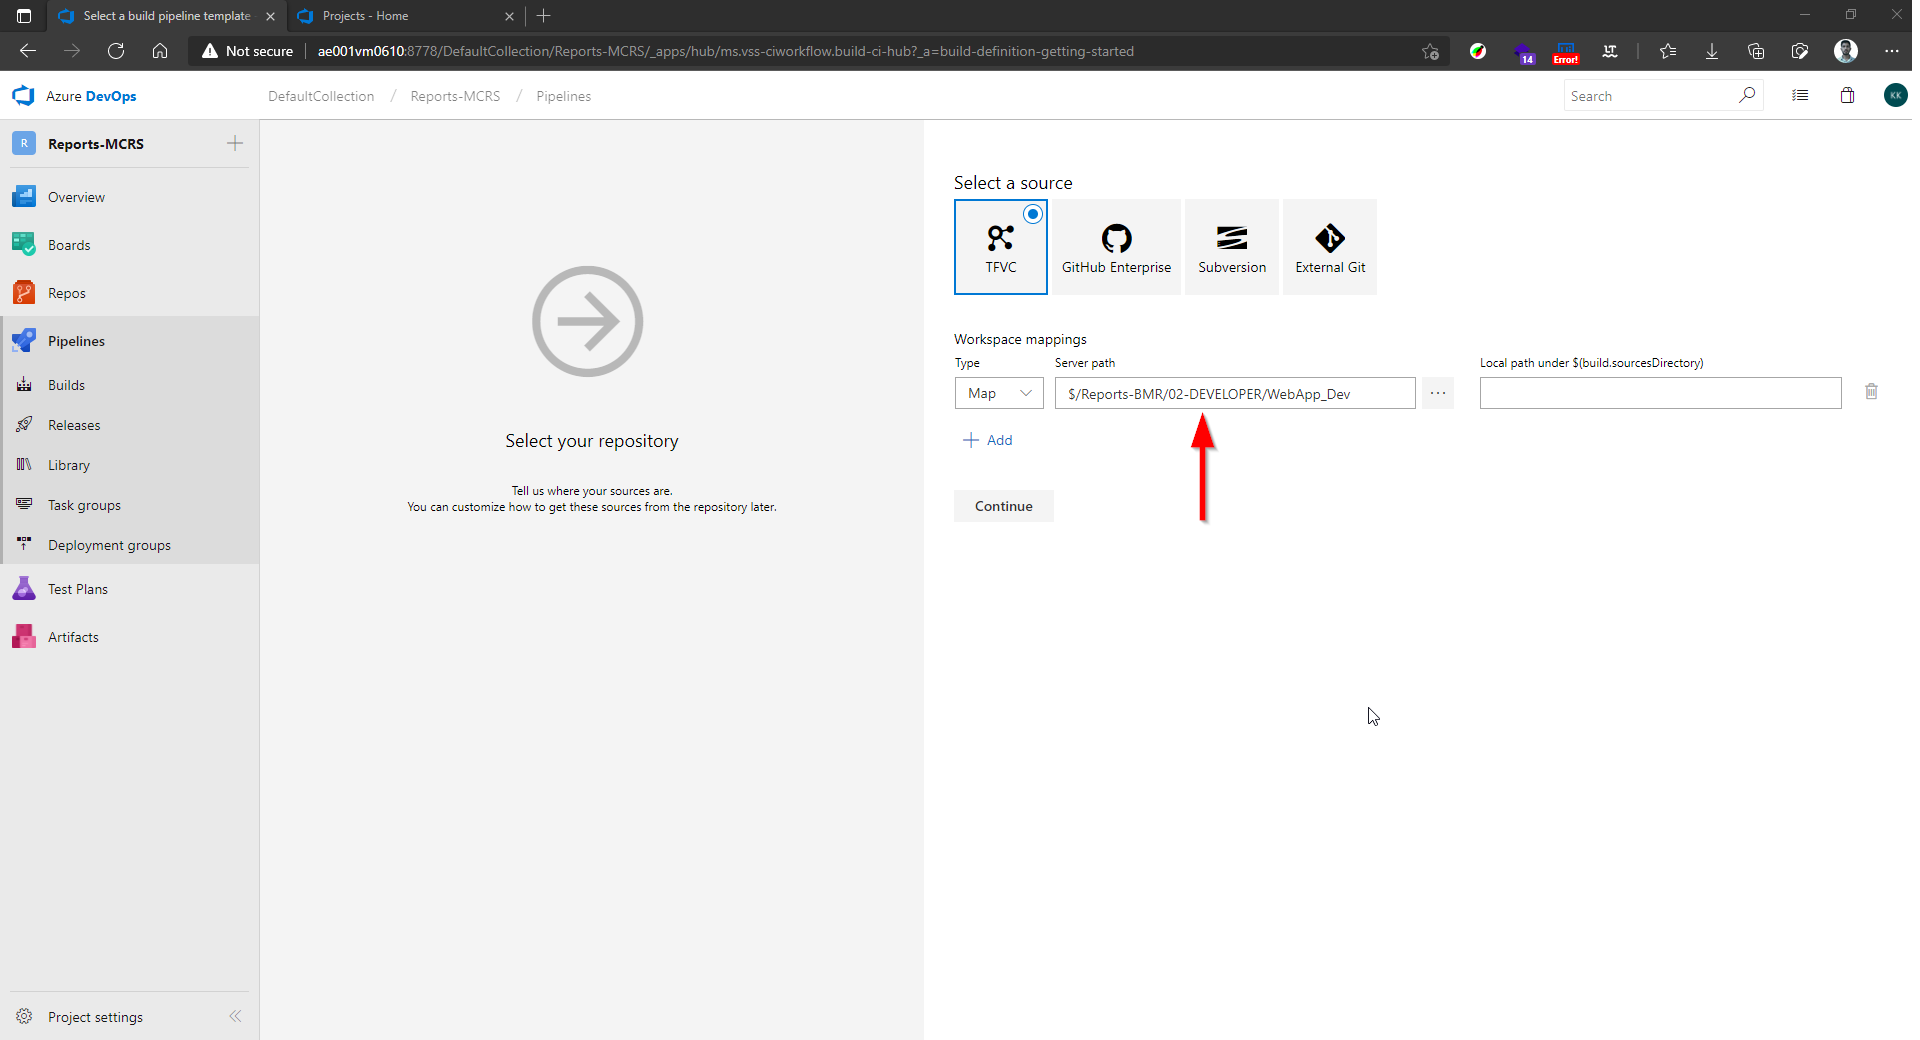 Select a build pipeline template
Projects - Home
Not secure
ae001vm0610:8778/DefaultCollection/Reports-MCRS/_apps/hub/ms.vss-ciworkflow.build-ci-hub?_a=build-definition-getting-started
14
Error!
Azure DevOps
DefaultCollection / Reports-MCRS / Pipelines
Search
KK
R
Reports-MCRS
Overview
Boards
Repos
Pipelines
Builds
Releases
Library
Task groups
Deployment groups
Test Plans
Artifacts
Project settings
Select your repository
Tell us where your sources are.
You can customize how to get these sources from the repository later.
Select a source
TFVC
GitHub Enterprise
Subversion
External Git
Workspace mappings
Type
Server path
Local path under $(build.sourcesDirectory)
Map
$/Reports-BMR/02-DEVELOPER/WebApp_Dev
Add
Continue